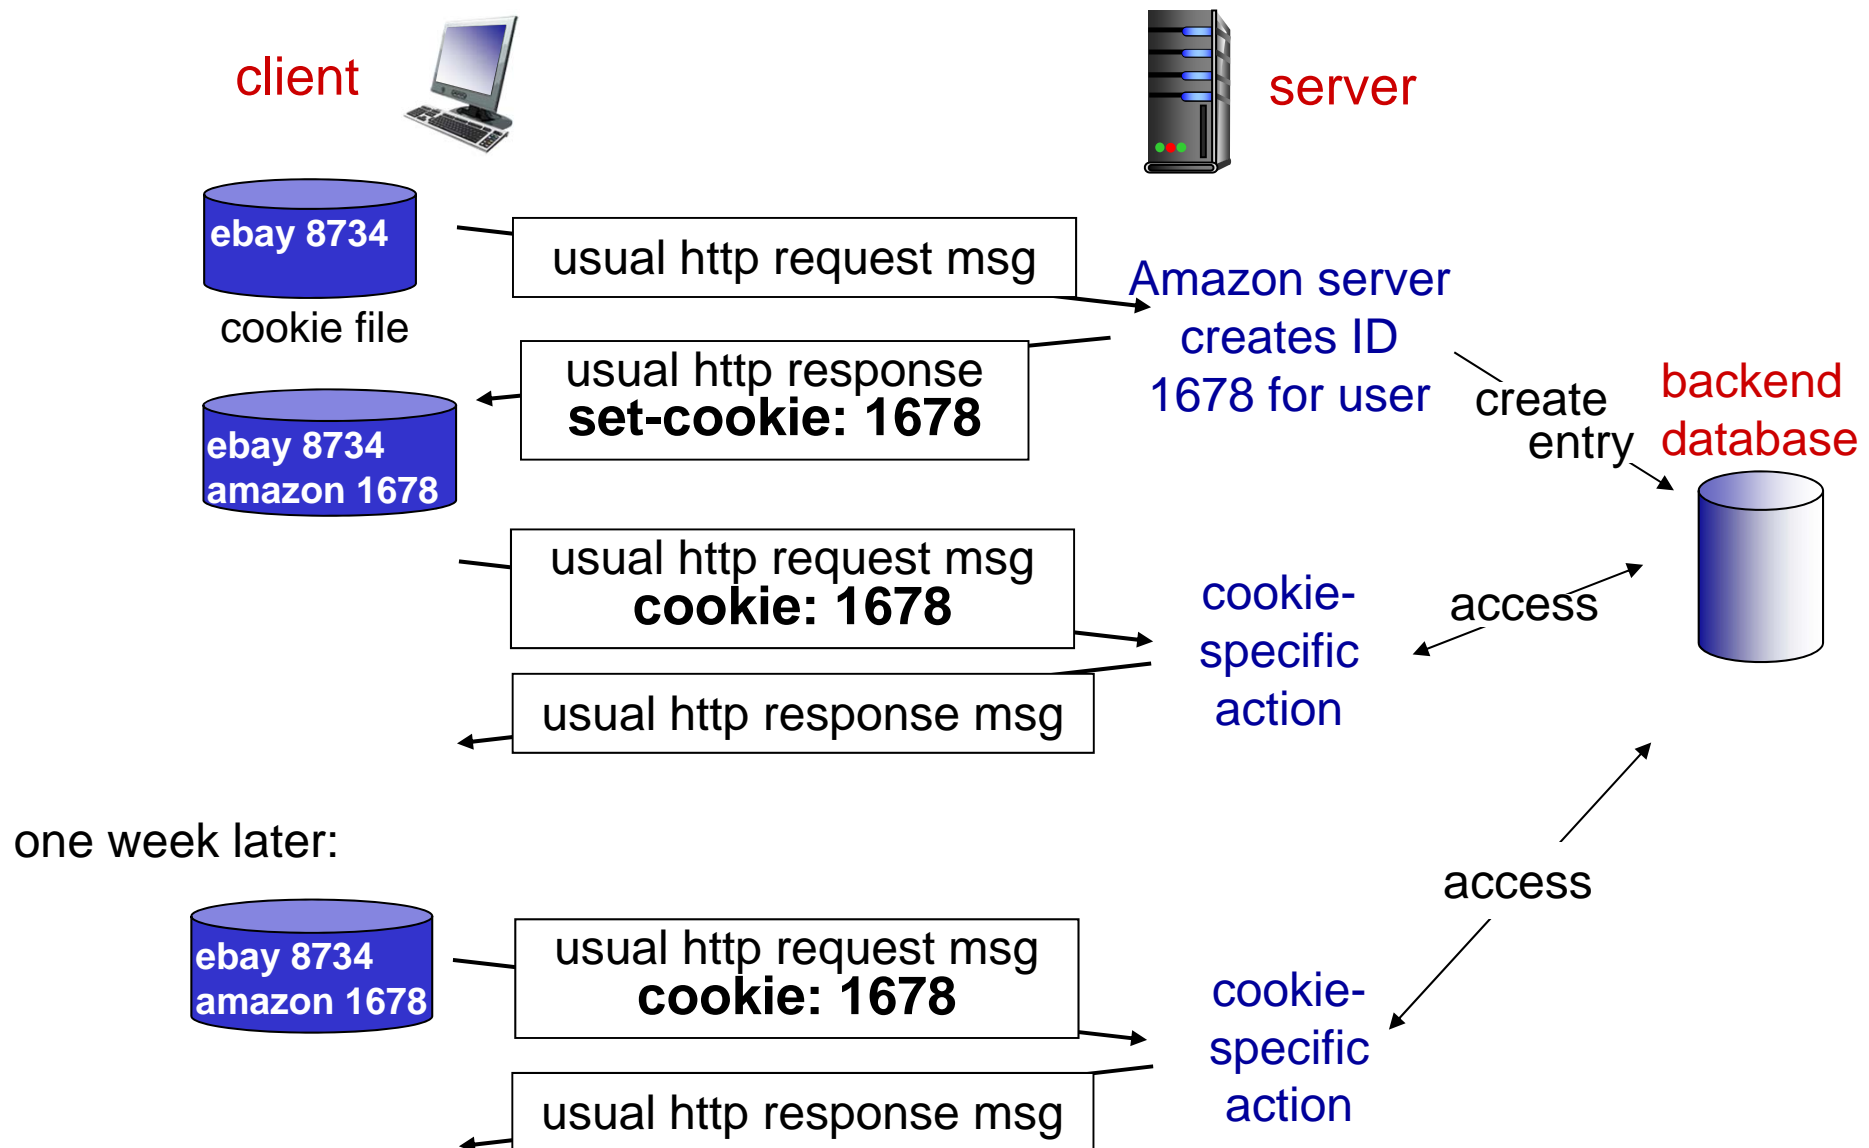 client
server
ebay 8734
cookie file
usual http request msg
Amazon server
creates ID
1678 for user
usual http response
set-cookie: 1678
create
entry
backend
database
ebay 8734
amazon 1678
usual http request msg
cookie: 1678
cookie-
specific
action
access
usual http response msg
one week later:
access
ebay 8734
amazon 1678
usual http request msg
cookie: 1678
cookie-
specific
action
usual http response msg